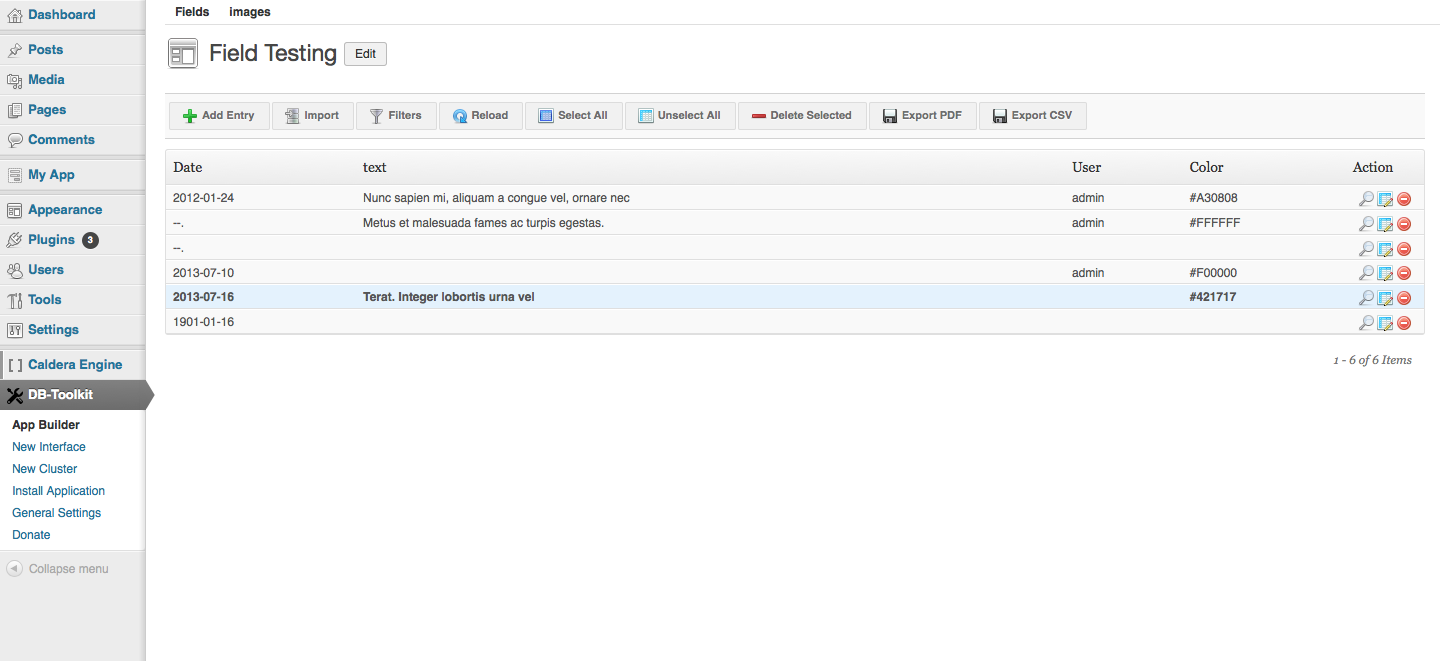 Dashboard
Posts
Media
Pages
Comments
My App
Appearance
Plugins 3
Users
Tools
Settings
Caldera Engine
DB-Toolkit
App Builder
New Interface
New Cluster
Install Application
General Settings
Donate
Collapse menu
Fields images
Field Testing Edit
Add Entry Import Filters Reload Select All Unselect All Delete Selected Export PDF Export CSV
Date text User Color Action
2012-01-24 Nunc sapien mi, aliquam a congue vel, ornare nec admin #A30808
--. Metus et malesuada fames ac turpis egestas. admin #FFFFFF
--.
2013-07-10 admin #F00000
2013-07-16 Terat. Integer lobortis urna vel #421717
1901-01-16
1 - 6 of 6 Items